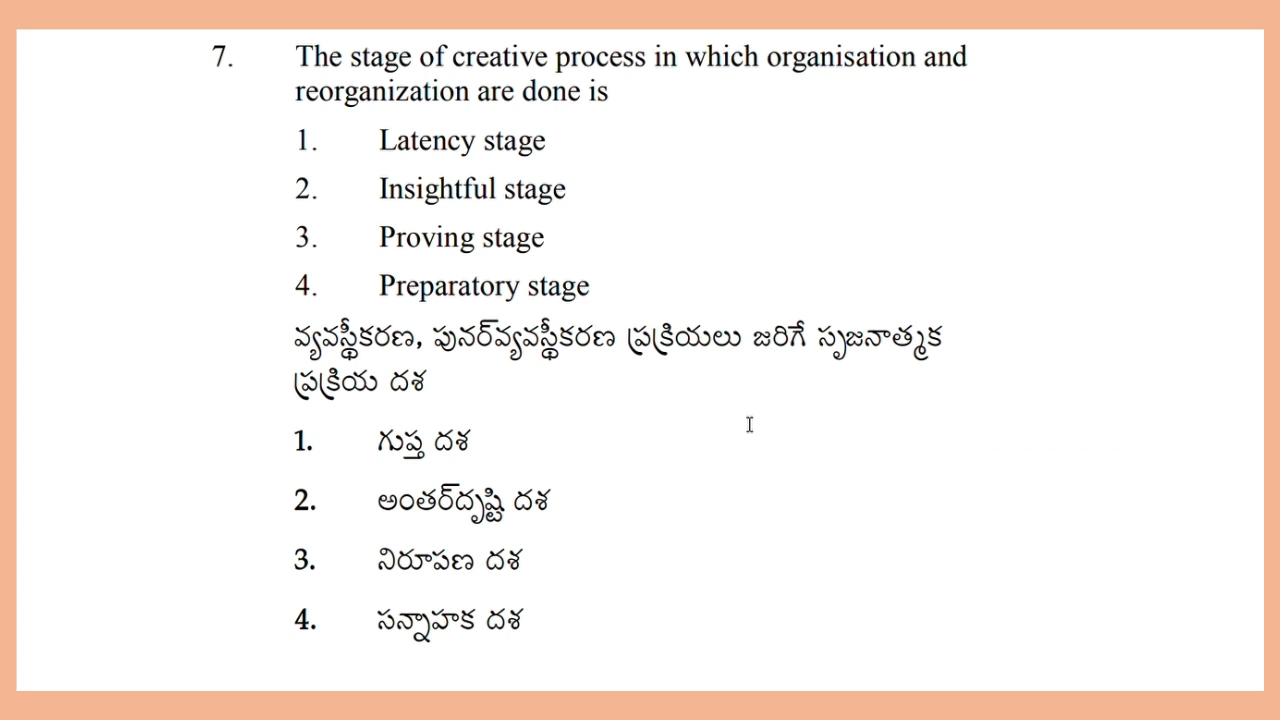 7. The stage of creative process in which organisation and
reorganization are done is
1. Latency stage
2. Insightful stage
3. Proving stage
4. Preparatory stage
వ్యవస్థీకరణ, పునర్‌వ్యవస్థీకరణ ప్రక్రియలు జరిగే సృజనాత్మక
ప్రక్రియ దశ
1. గుప్త దశ
2. అంతర్‌దృష్టి దశ
3. నిరూపణ దశ
4. సన్నాహక దశ